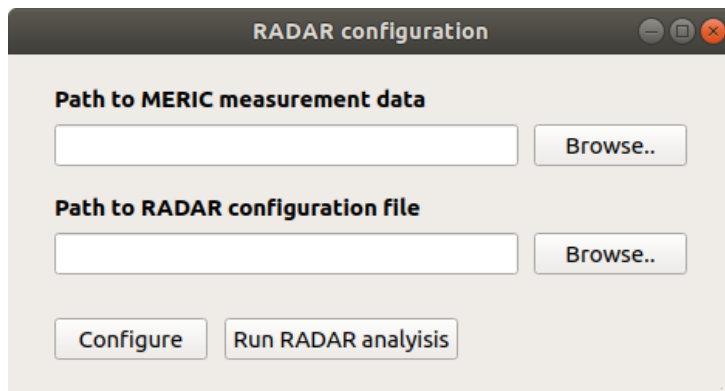 RADAR configuration
Path to MERIC measurement data
Browse..
Path to RADAR configuration file
Browse..
Configure Run RADAR analyisis